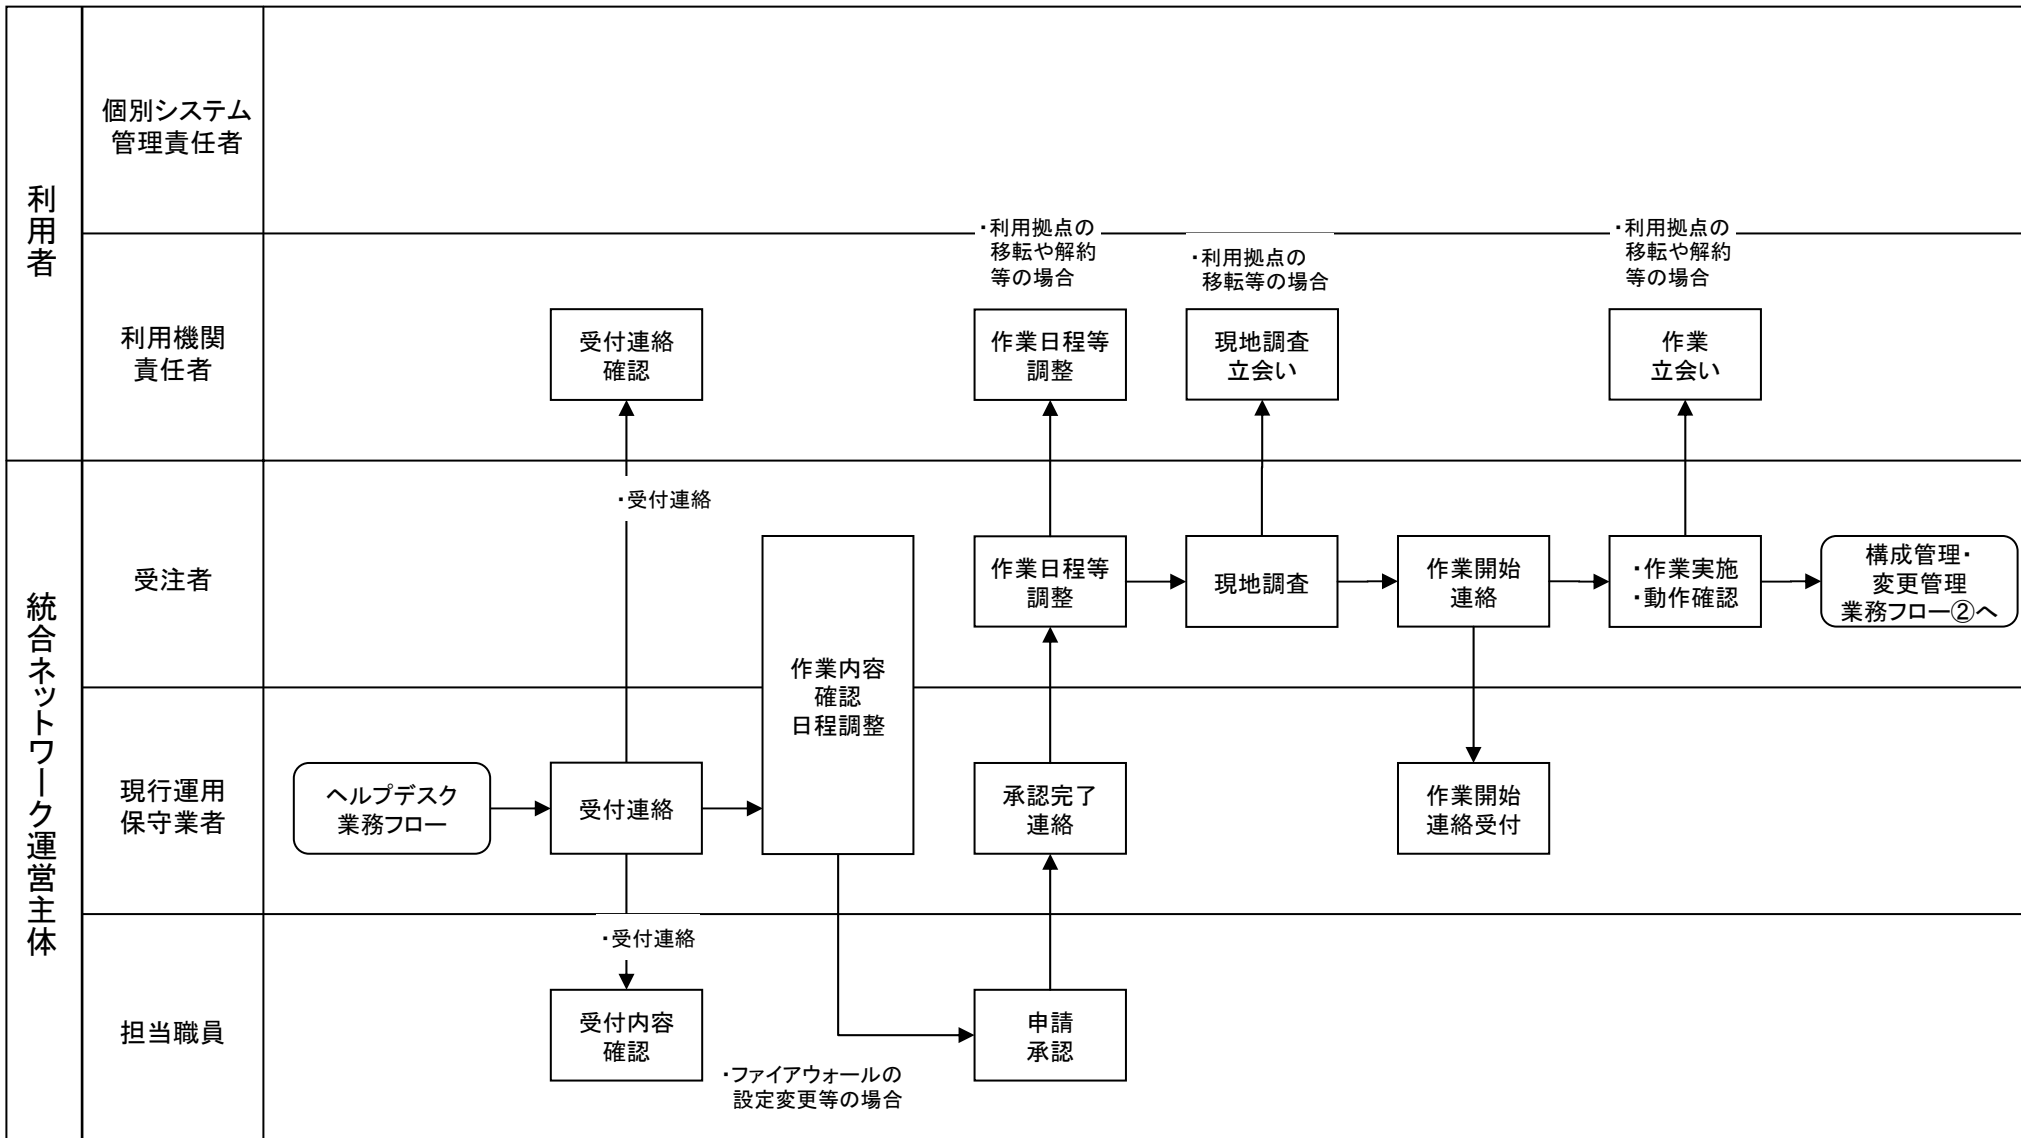 利用者
個別システム
管理責任者
利用機関
責任者
・利用拠点の
移転や解約
等の場合
・利用拠点の
移転等の場合
・利用拠点の
移転や解約
等の場合
受付連絡
確認
作業日程等
調整
現地調査
立会い
作業
立会い
統合ネットワーク運営主体
受注者
・受付連絡
作業内容
確認
日程調整
作業日程等
調整
現地調査
作業開始
連絡
・作業実施
・動作確認
構成管理・
変更管理
業務フロー②へ
現行運用
保守業者
ヘルプデスク
業務フロー
受付連絡
承認完了
連絡
作業開始
連絡受付
担当職員
・受付連絡
受付内容
確認
・ファイアウォールの
設定変更等の場合
申請
承認